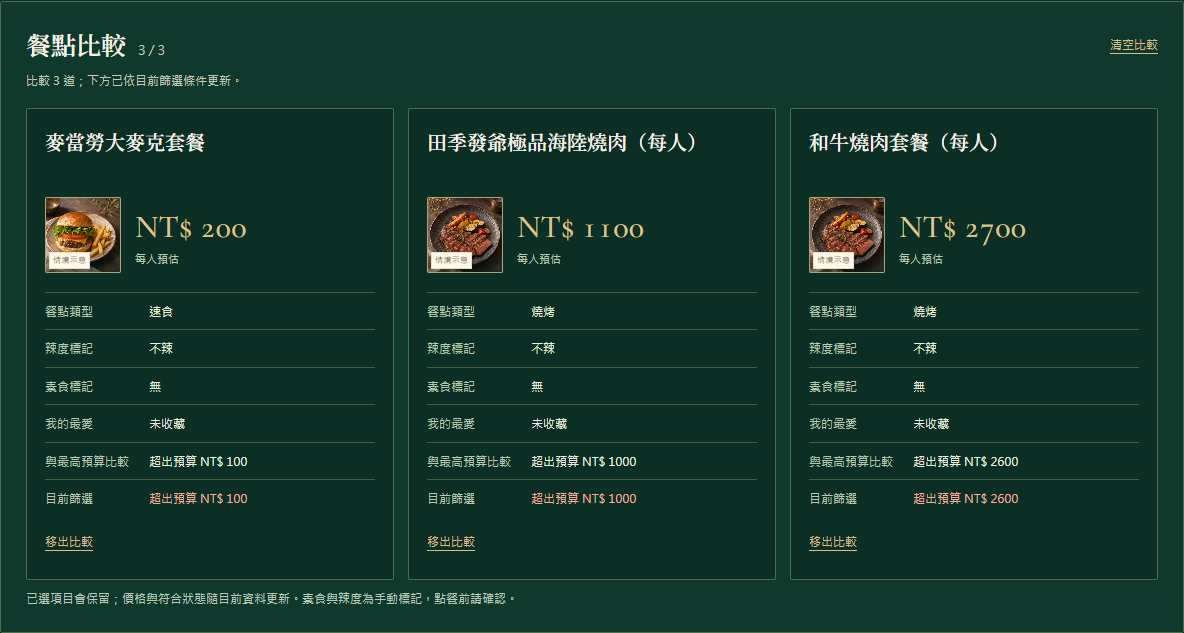 餐點比較 3 / 3
清空比較
比較 3 道；下方已依目前篩選條件更新。
麥當勞大麥克套餐
情境示意
NT$ 200
每人預估
餐點類型 速食
辣度標記 不辣
素食標記 無
我的最愛 未收藏
與最高預算比較 超出預算 NT$ 100
目前篩選 超出預算 NT$ 100
移出比較
田季發爺極品海陸燒肉（每人）
情境示意
NT$ 1100
每人預估
餐點類型 燒烤
辣度標記 不辣
素食標記 無
我的最愛 未收藏
與最高預算比較 超出預算 NT$ 1000
目前篩選 超出預算 NT$ 1000
移出比較
和牛燒肉套餐（每人）
情境示意
NT$ 2700
每人預估
餐點類型 燒烤
辣度標記 不辣
素食標記 無
我的最愛 未收藏
與最高預算比較 超出預算 NT$ 2600
目前篩選 超出預算 NT$ 2600
移出比較
已選項目會保留；價格與符合狀態隨目前資料更新。素食與辣度為手動標記，點餐前請確認。